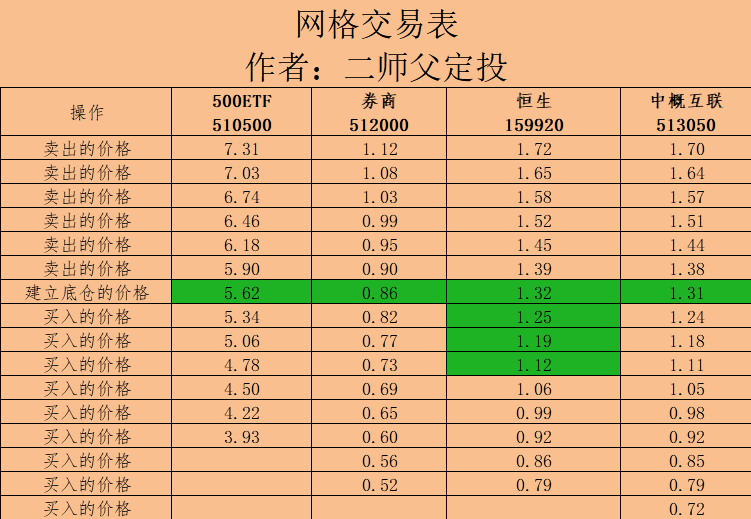 网格交易表
作者：二师父定投
操作 500ETF 510500 券商 512000 恒生 159920 中概互联 513050
卖出的价格 7.31 1.12 1.72 1.70
卖出的价格 7.03 1.08 1.65 1.64
卖出的价格 6.74 1.03 1.58 1.57
卖出的价格 6.46 0.99 1.52 1.51
卖出的价格 6.18 0.95 1.45 1.44
卖出的价格 5.90 0.90 1.39 1.38
建立底仓的价格 5.62 0.86 1.32 1.31
买入的价格 5.34 0.82 1.25 1.24
买入的价格 5.06 0.77 1.19 1.18
买入的价格 4.78 0.73 1.12 1.11
买入的价格 4.50 0.69 1.06 1.05
买入的价格 4.22 0.65 0.99 0.98
买入的价格 3.93 0.60 0.92 0.92
买入的价格 0.56 0.86 0.85
买入的价格 0.52 0.79 0.79
买入的价格 0.72